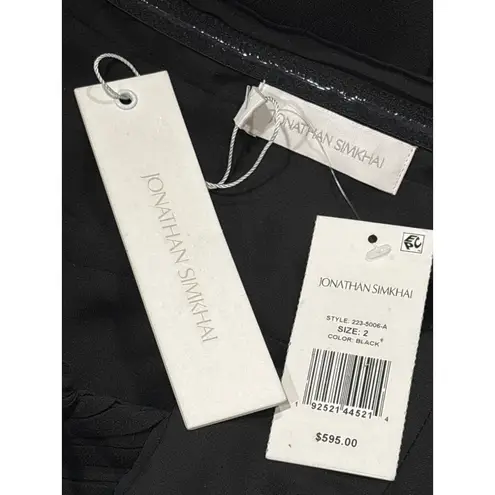 JONATHAN SIMKHAI
JONATHAN SIMKHAI
JONATHAN SIMKHAI
STYLE: 223-5006-A
SIZE: 2
COLOR: BLACK
1 92521 44521 4
$595.00